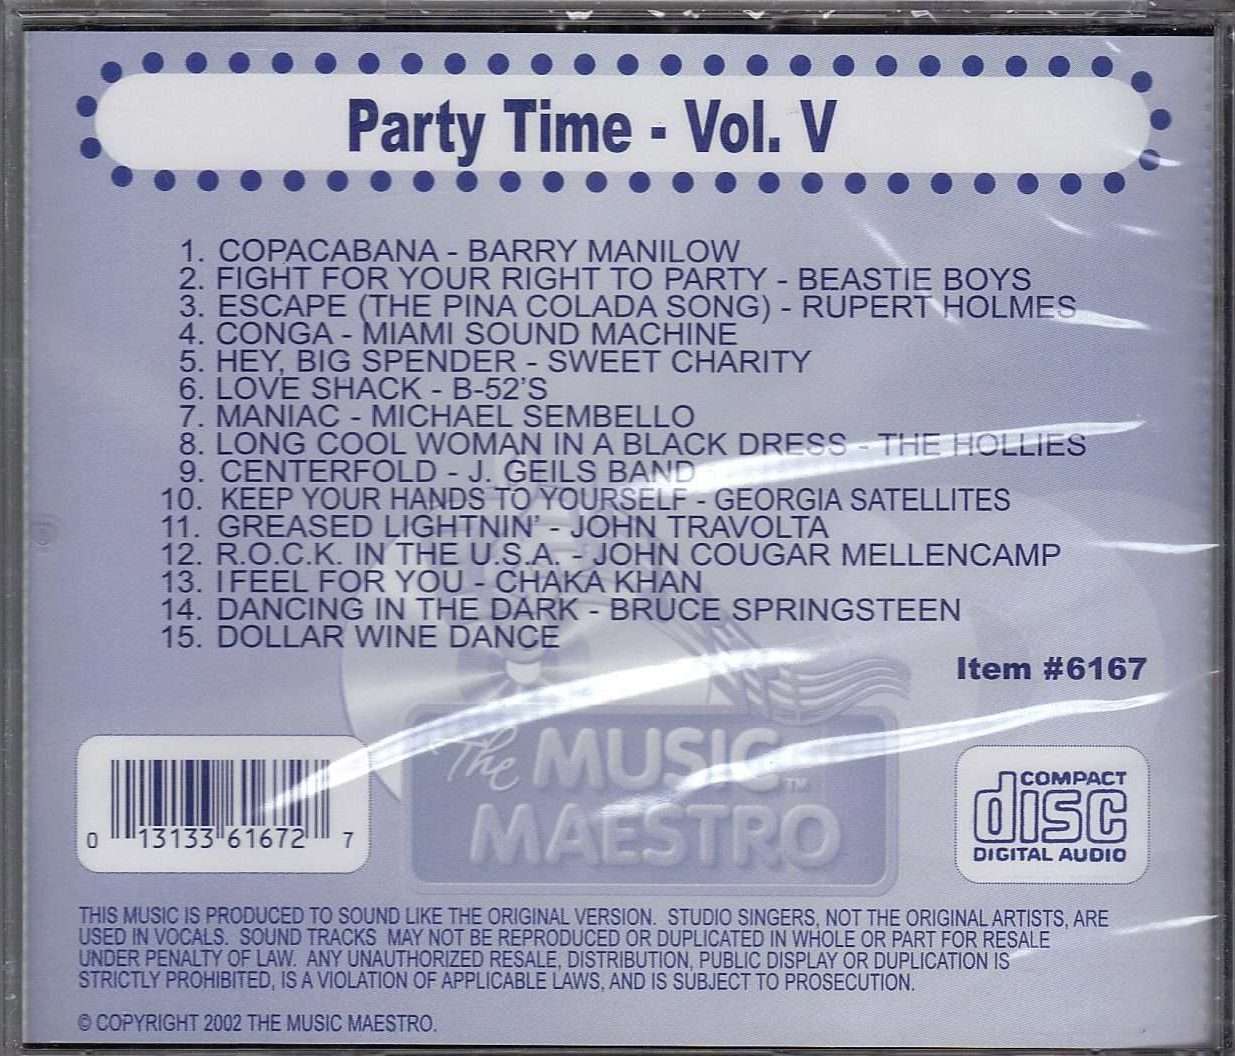 Party Time - Vol. V
1. COPACABANA - BARRY MANILOW
2. FIGHT FOR YOUR RIGHT TO PARTY - BEASTIE BOYS
3. ESCAPE (THE PINA COLADA SONG) - RUPERT HOLMES
4. CONGA - MIAMI SOUND MACHINE
5. HEY, BIG SPENDER - SWEET CHARITY
6. LOVE SHACK - B-52'S
7. MANIAC - MICHAEL SEMBELLO
8. LONG COOL WOMAN IN A BLACK DRESS - THE HOLLIES
9. CENTERFOLD - J. GEILS BAND
10. KEEP YOUR HANDS TO YOURSELF - GEORGIA SATELLITES
11. GREASED LIGHTNIN' - JOHN TRAVOLTA
12. R.O.C.K. IN THE U.S.A. - JOHN COUGAR MELLENCAMP
13. I FEEL FOR YOU - CHAKA KHAN
14. DANCING IN THE DARK - BRUCE SPRINGSTEEN
15. DOLLAR WINE DANCE
Item #6167
The MUSIC™
MAESTRO
0 13133 61672 7
COMPACT
disc
DIGITAL AUDIO
THIS MUSIC IS PRODUCED TO SOUND LIKE THE ORIGINAL VERSION. STUDIO SINGERS, NOT THE ORIGINAL ARTISTS, ARE
USED IN VOCALS. SOUND TRACKS MAY NOT BE REPRODUCED OR DUPLICATED IN WHOLE OR PART FOR RESALE
UNDER PENALTY OF LAW. ANY UNAUTHORIZED RESALE, DISTRIBUTION, PUBLIC DISPLAY OR DUPLICATION IS
STRICTLY PROHIBITED, IS A VIOLATION OF APPLICABLE LAWS, AND IS SUBJECT TO PROSECUTION.
© COPYRIGHT 2002 THE MUSIC MAESTRO.